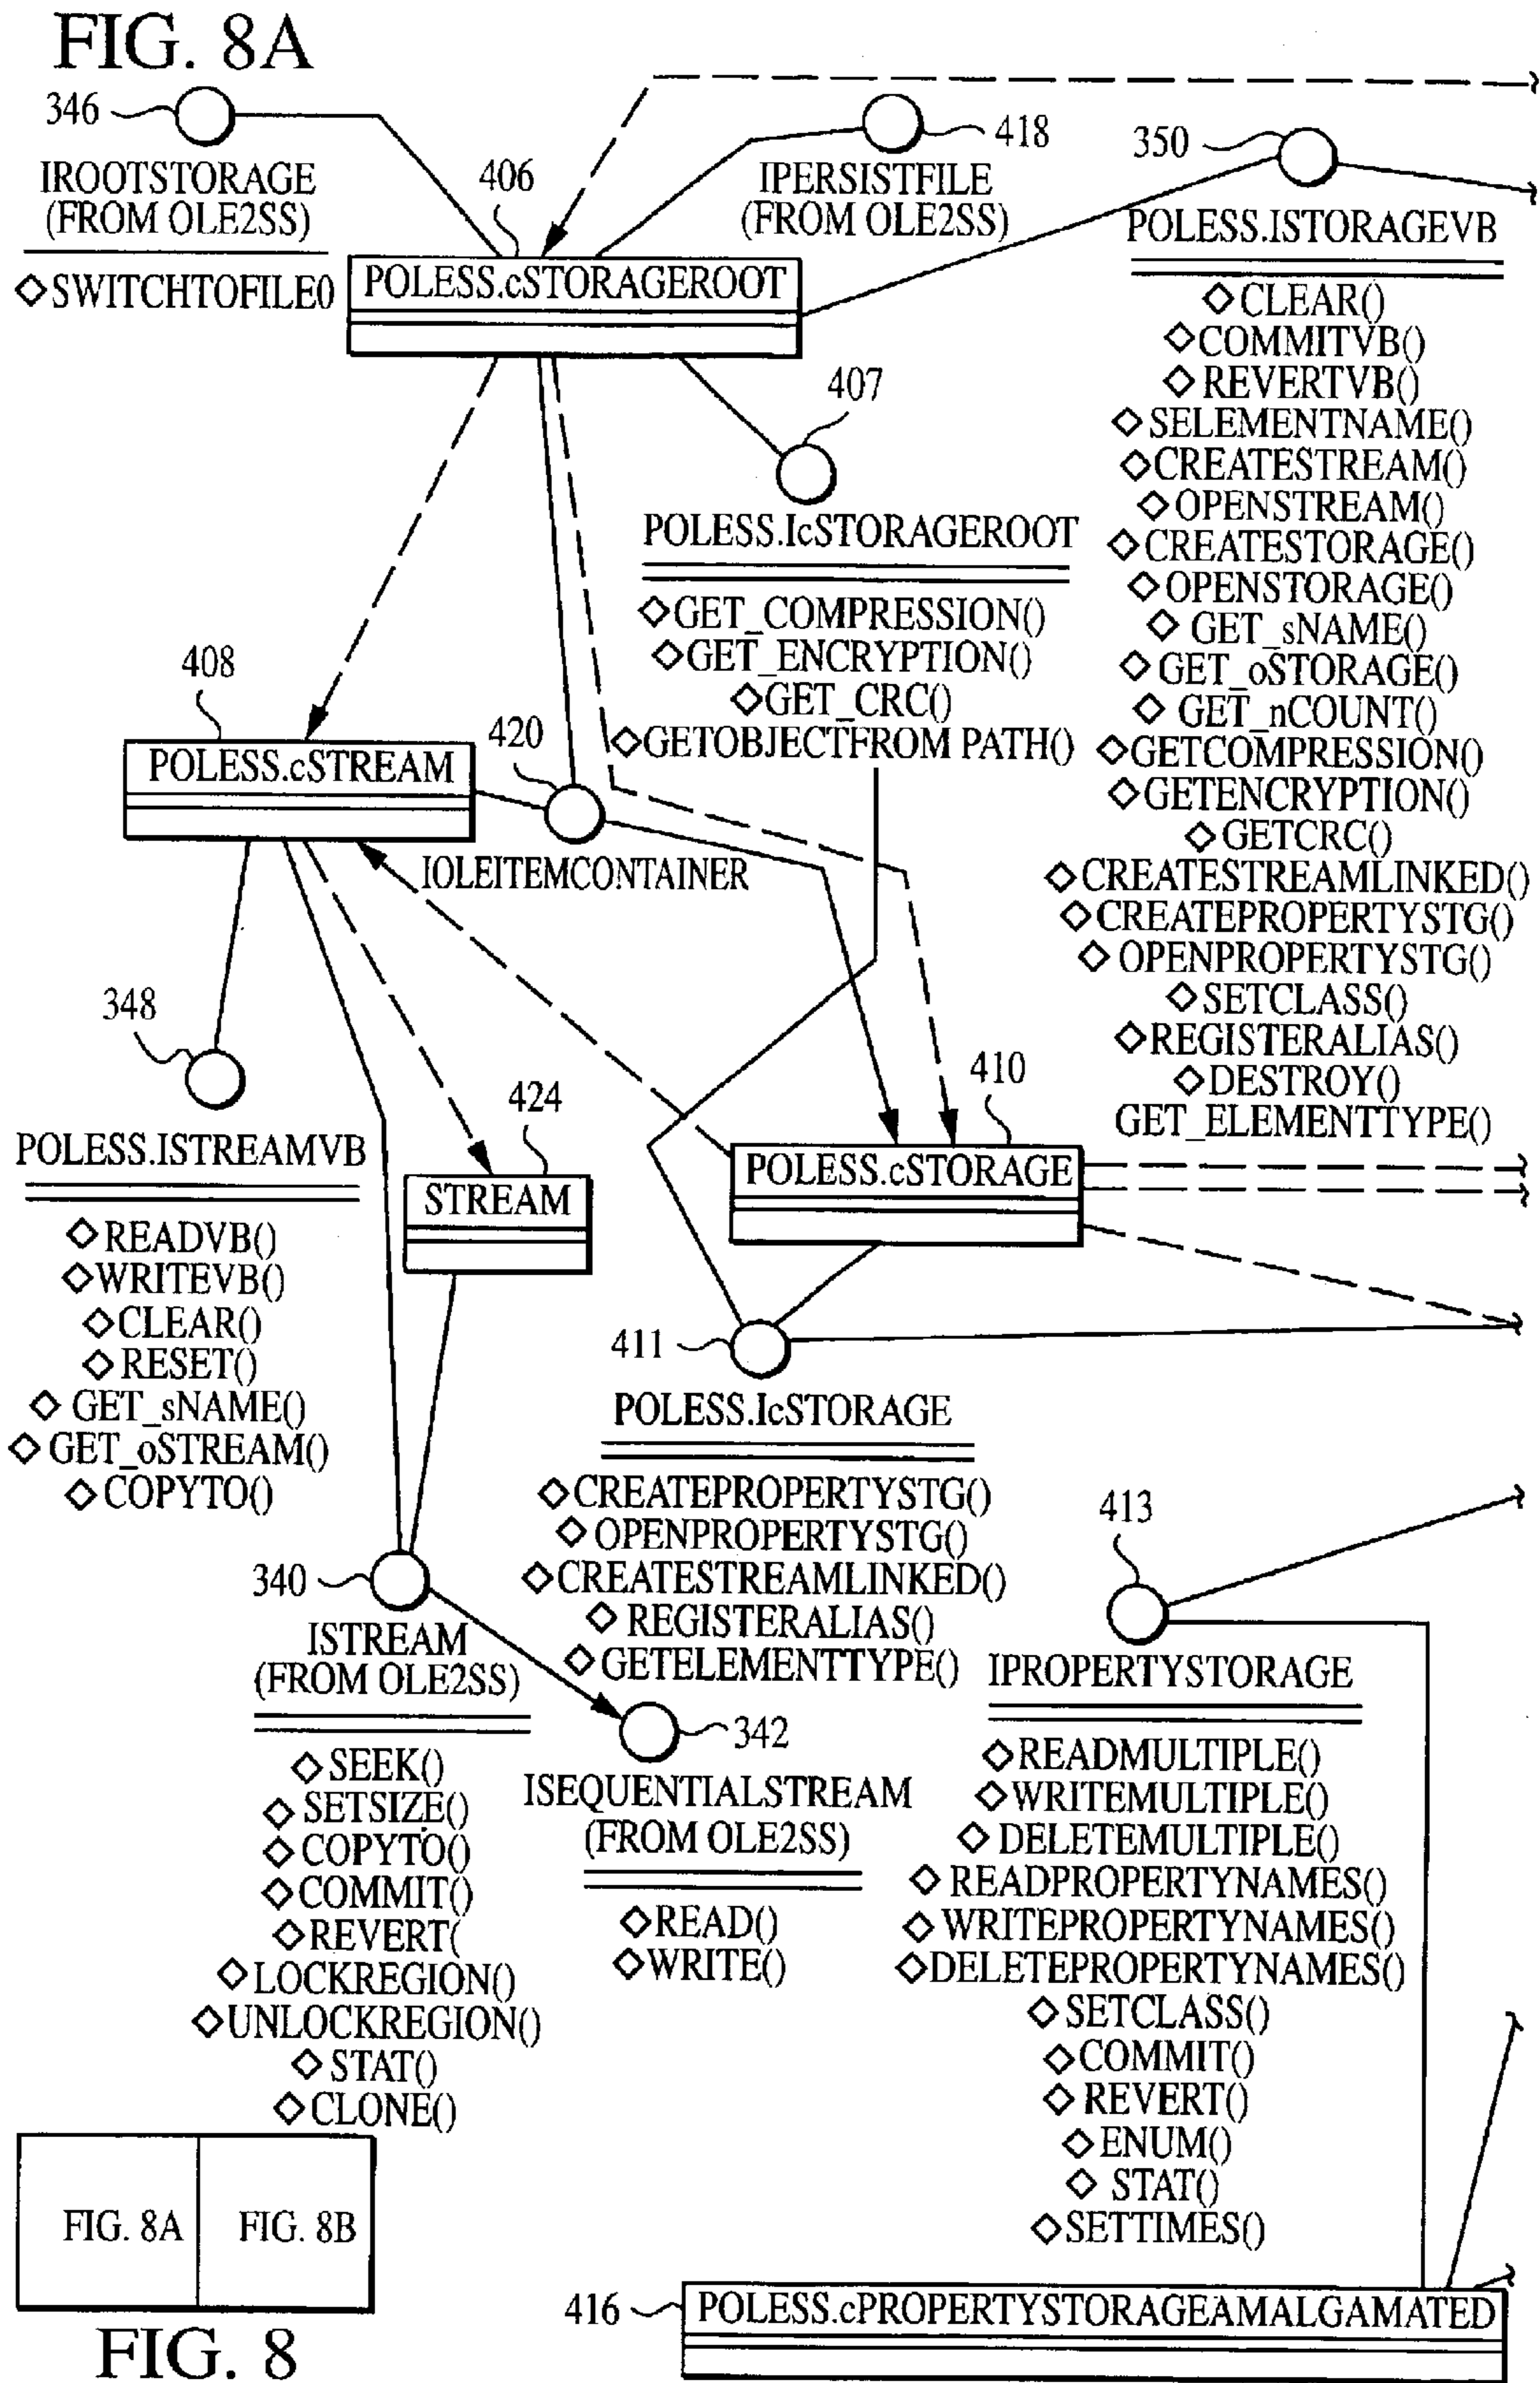 FIG. 8A
346
IROOTSTORAGE
(FROM OLE2SS)
◇SWITCHTOFILE()
406
POLESS.cSTORAGEROOT
418
IPERSISTFILE
(FROM OLE2SS)
350
POLESS.ISTORAGEVB
◇CLEAR()
◇COMMITVB()
◇REVERTVB()
◇SELEMENTNAME()
◇CREATESTREAM()
◇OPENSTREAM()
◇CREATESTORAGE()
◇OPENSTORAGE()
◇GET_sNAME()
◇GET_oSTORAGE()
◇GET_nCOUNT()
◇GETCOMPRESSION()
◇GETENCRYPTION()
◇GETCRC()
◇CREATESTREAMLINKED()
◇CREATEPROPERTYSTG()
◇OPENPROPERTYSTG()
◇SETCLASS()
◇REGISTERALIAS()
◇DESTROY()
GET_ELEMENTTYPE()
407
POLESS.IcSTORAGEROOT
◇GET_COMPRESSION()
◇GET_ENCRYPTION()
◇GET_CRC()
◇GETOBJECTFROM PATH()
408
POLESS.cSTREAM
420
IOLEITEMCONTAINER
348
POLESS.ISTREAMVB
◇READVB()
◇WRITEVB()
◇CLEAR()
◇RESET()
◇GET_sNAME()
◇GET_oSTREAM()
◇COPYTO()
424
STREAM
410
POLESS.cSTORAGE
411
POLESS.IcSTORAGE
◇CREATEPROPERTYSTG()
◇OPENPROPERTYSTG()
◇CREATESTREAMLINKED()
◇REGISTERALIAS()
◇GETELEMENTTYPE()
340
ISTREAM
(FROM OLE2SS)
◇SEEK()
◇SETSIZE()
◇COPYTO()
◇COMMIT()
◇REVERT(
◇LOCKREGION()
◇UNLOCKREGION()
◇STAT()
◇CLONE()
342
ISEQUENTIALSTREAM
(FROM OLE2SS)
◇READ()
◇WRITE()
413
IPROPERTYSTORAGE
◇READMULTIPLE()
◇WRITEMULTIPLE()
◇DELETEMULTIPLE()
◇READPROPERTYNAMES()
◇WRITEPROPERTYNAMES()
◇DELETEPROPERTYNAMES()
◇SETCLASS()
◇COMMIT()
◇REVERT()
◇ENUM()
◇STAT()
◇SETTIMES()
416
POLESS.cPROPERTYSTORAGEAMALGAMATED
FIG. 8A
FIG. 8B
FIG. 8